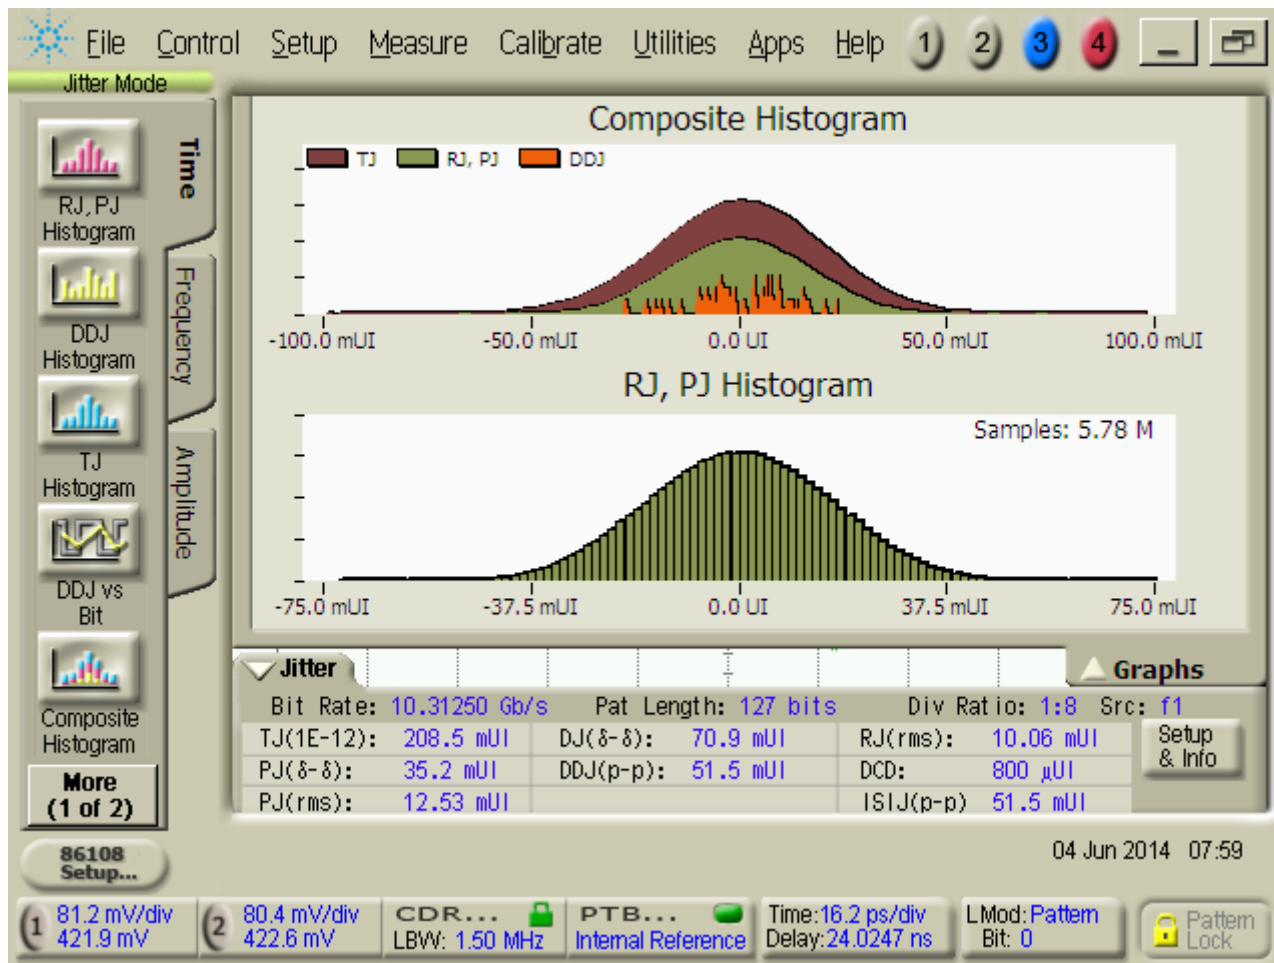 File Control Setup Measure Calibrate Utilities Apps Help 1 2 3 4
Jitter Mode
Time
Frequency
Amplitude
RJ, PJ
Histogram
DDJ
Histogram
TJ
Histogram
DDJ vs
Bit
Composite
Histogram
More
(1 of 2)
86108
Setup...
Composite Histogram
TJ RJ, PJ DDJ
-100.0 mUI -50.0 mUI 0.0 UI 50.0 mUI 100.0 mUI
RJ, PJ Histogram
Samples: 5.78 M
-75.0 mUI -37.5 mUI 0.0 UI 37.5 mUI 75.0 mUI
Jitter Graphs
Bit Rate: 10.31250 Gb/s Pat Length: 127 bits Div Ratio: 1:8 Src: f1
TJ(1E-12): 208.5 mUI DJ(δ-δ): 70.9 mUI RJ(rms): 10.06 mUI
PJ(δ-δ): 35.2 mUI DDJ(p-p): 51.5 mUI DCD: 800 μUI
PJ(rms): 12.53 mUI ISIJ(p-p) 51.5 mUI
Setup
& Info
04 Jun 2014 07:59
1 81.2 mV/div
421.9 mV
2 80.4 mV/div
422.6 mV
CDR...
LBW: 1.50 MHz
PTB...
Internal Reference
Time:16.2 ps/div
Delay:24.0247 ns
LMod: Pattern
Bit: 0
Pattern
Lock